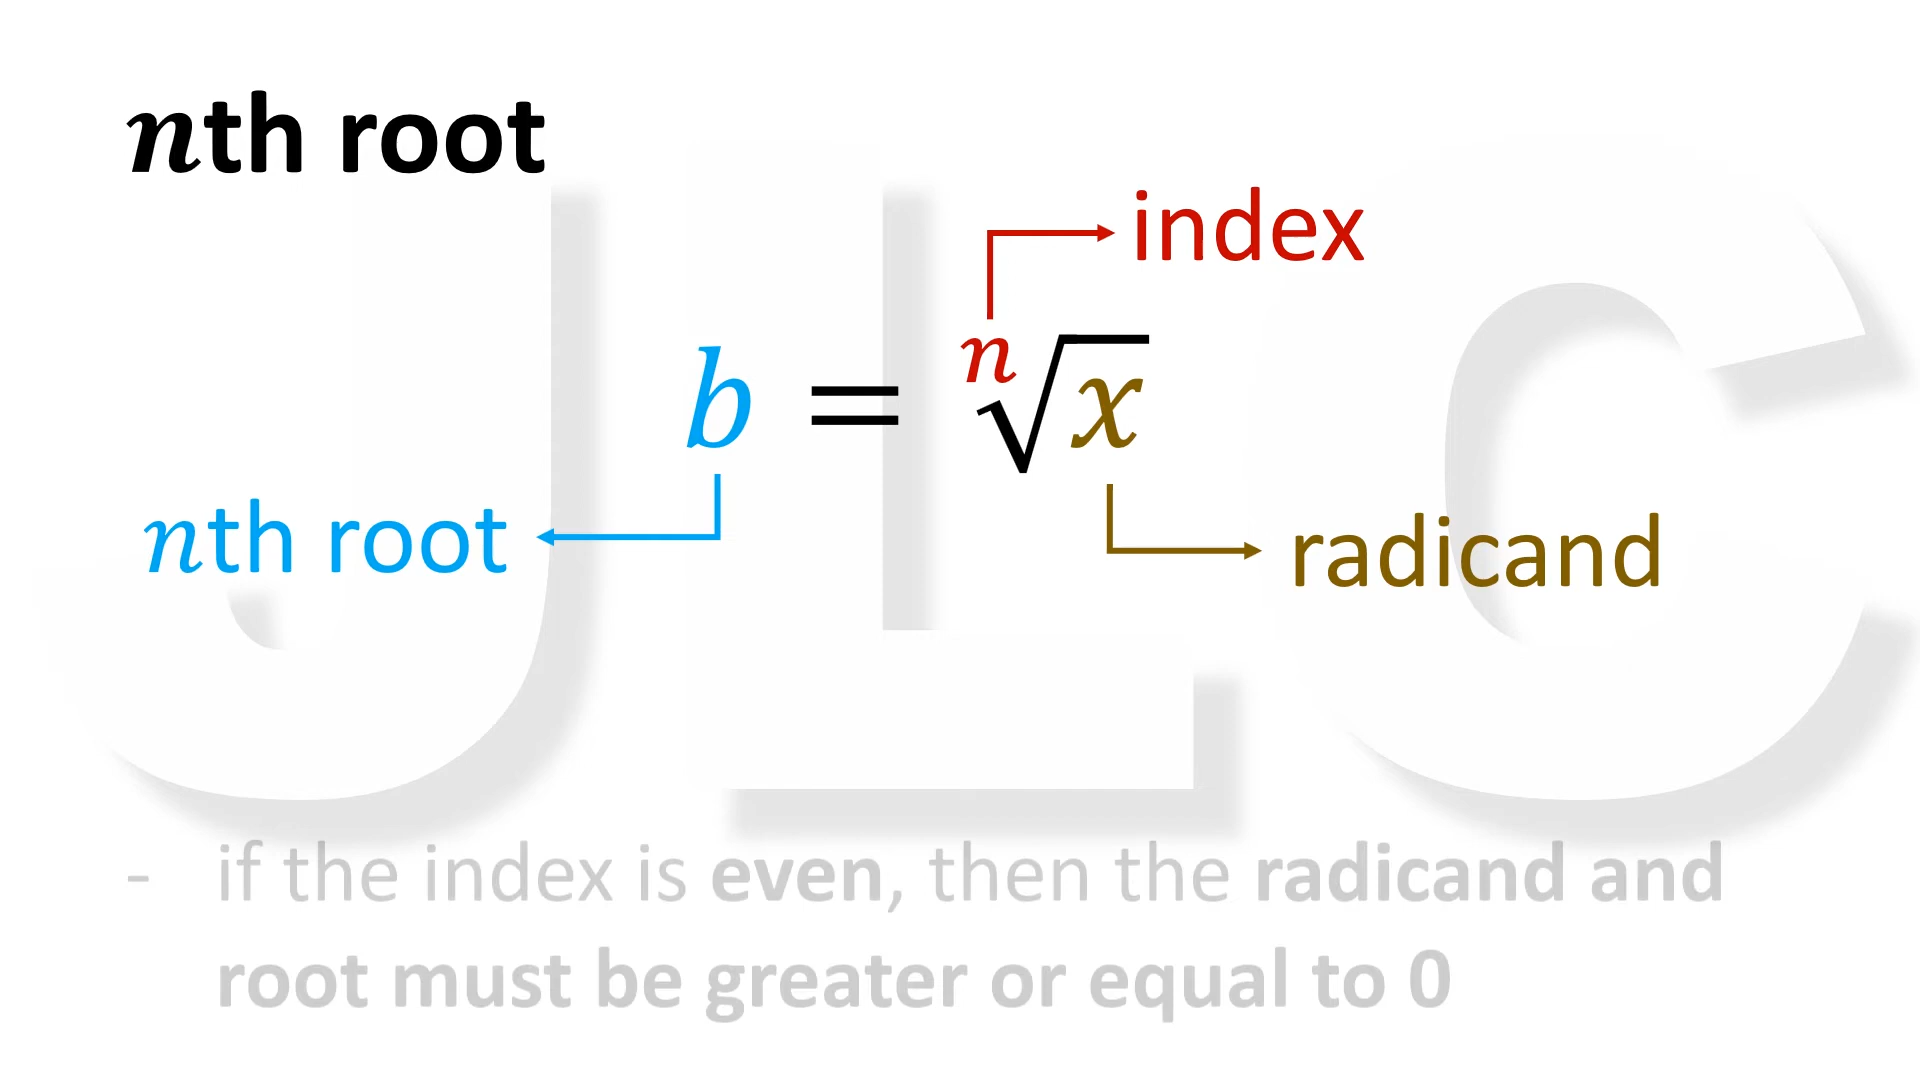 nth root
index
b = ⁿ√x
nth root
radicand
- if the index is even, then the radicand and
root must be greater or equal to 0
JLC